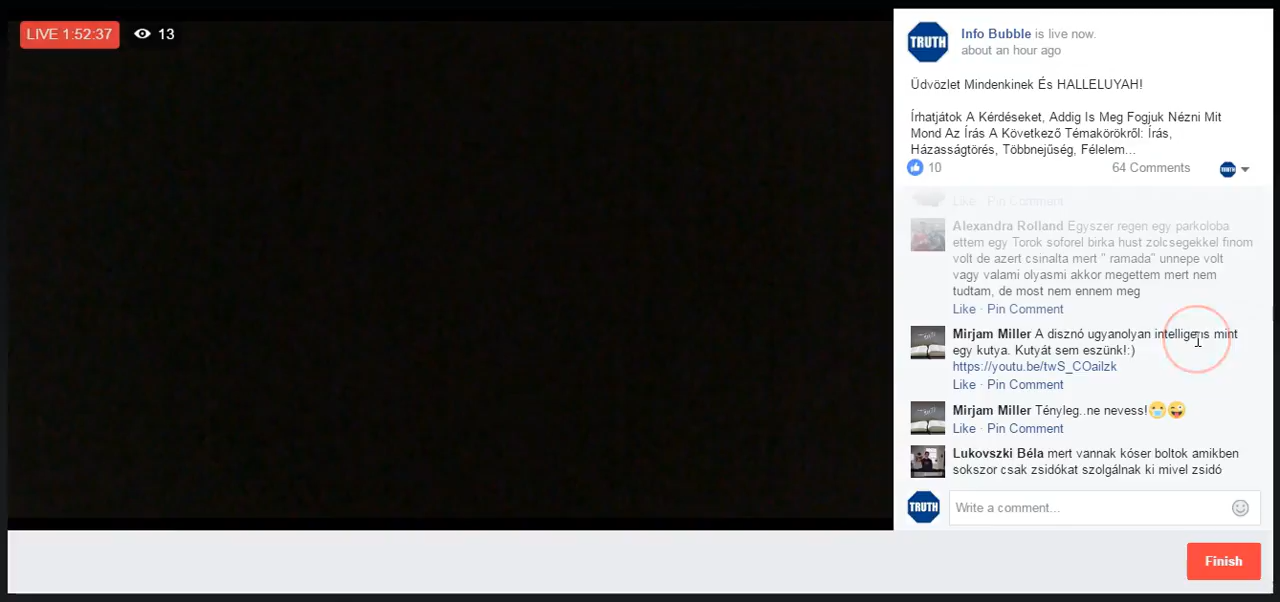 LIVE 1:52:37
13
TRUTH
Info Bubble is live now.
about an hour ago
Üdvözlet Mindenkinek És HALLELUYAH!
Írhatjátok A Kérdéseket, Addig Is Meg Fogjuk Nézni Mit
Mond Az Írás A Következő Témakörökről: Írás,
Házasságtörés, Többnejűség, Félelem...
10
64 Comments
TRUTH
Like · Pin Comment
Alexandra Rolland Egyszer regen egy parkoloba
ettem egy Torok soforel birka hust zolcsegekkel finom
volt de azert csinalta mert " ramada" unnepe volt
vagy valami olyasmi akkor megettem mert nem
tudtam, de most nem ennem meg
Like · Pin Comment
Mirjam Miller A disznó ugyanolyan intelligens mint
egy kutya. Kutyát sem eszünk!:)
https://youtu.be/twS_COailzk
Like · Pin Comment
Mirjam Miller Tényleg..ne nevess!😷😜
Like · Pin Comment
Lukovszki Béla mert vannak kóser boltok amikben
sokszor csak zsidókat szolgálnak ki mivel zsidó
TRUTH
Write a comment...
Finish